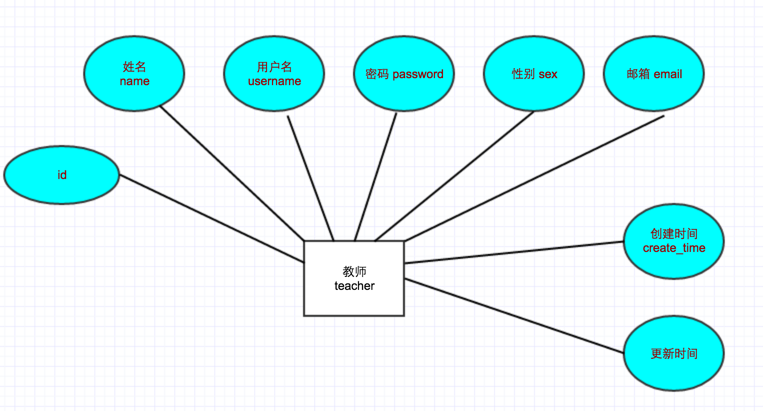 姓名
name
用户名
username
密码 password
性别 sex
邮箱 email
id
创建时间
create_time
教师
teacher
更新时间